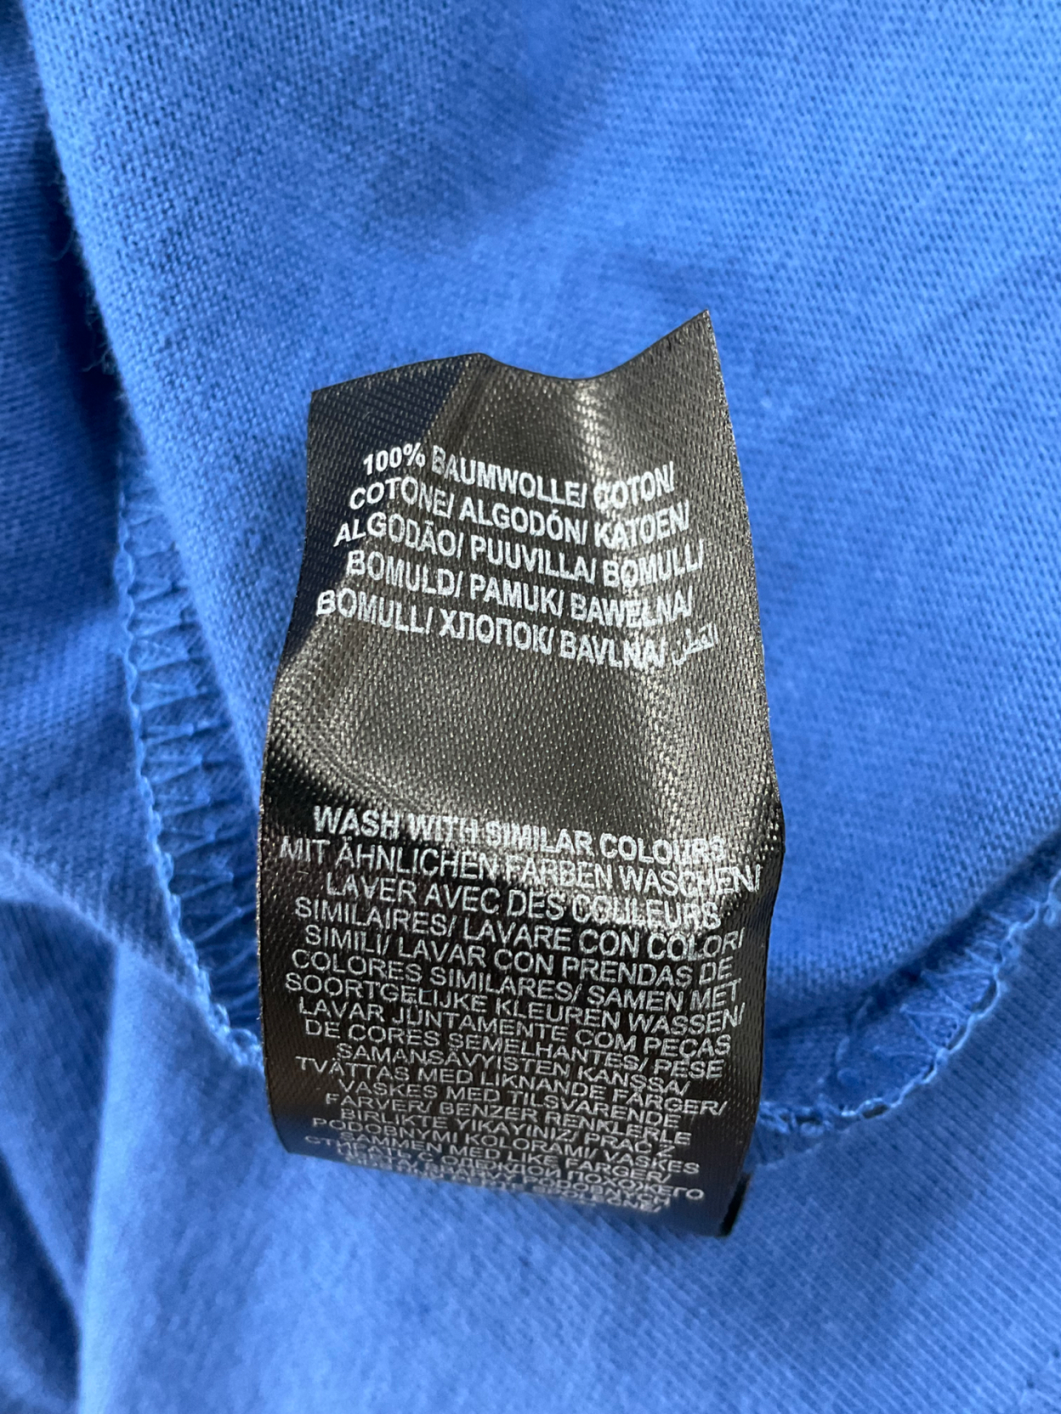 100% BAUMWOLLE/ COTON/
COTONE/ ALGODÓN/ KATOEN/
ALGODÃO/ PUUVILLA/ BOMULL/
BOMULD/ PAMUK/ BAWEŁNA/
BOMULL/ ХЛОПОК/ BAVLNA/ القطن
WASH WITH SIMILAR COLOURS
MIT ÄHNLICHEN FARBEN WASCHEN/
LAVER AVEC DES COULEURS
SIMILAIRES/ LAVARE CON COLORI
SIMILI/ LAVAR CON PRENDAS DE
COLORES SIMILARES/ SAMEN MET
SOORTGELIJKE KLEUREN WASSEN/
LAVAR JUNTAMENTE COM PEÇAS
DE CORES SEMELHANTES/ PESE
SAMANSÄVYISTEN KANSSA/
TVÄTTAS MED LIKNANDE FÄRGER/
VASKES MED TILSVARENDE
FARVER/ BENZER RENKLERLE
BIRLIKTE YIKAYINIZ/ PRAĆ Z
PODOBNYMI KOLORAMI/ VASKES
SAMMEN MED LIKE FARGER/
С ОДЕЖДОЙ ПОХОЖЕГО